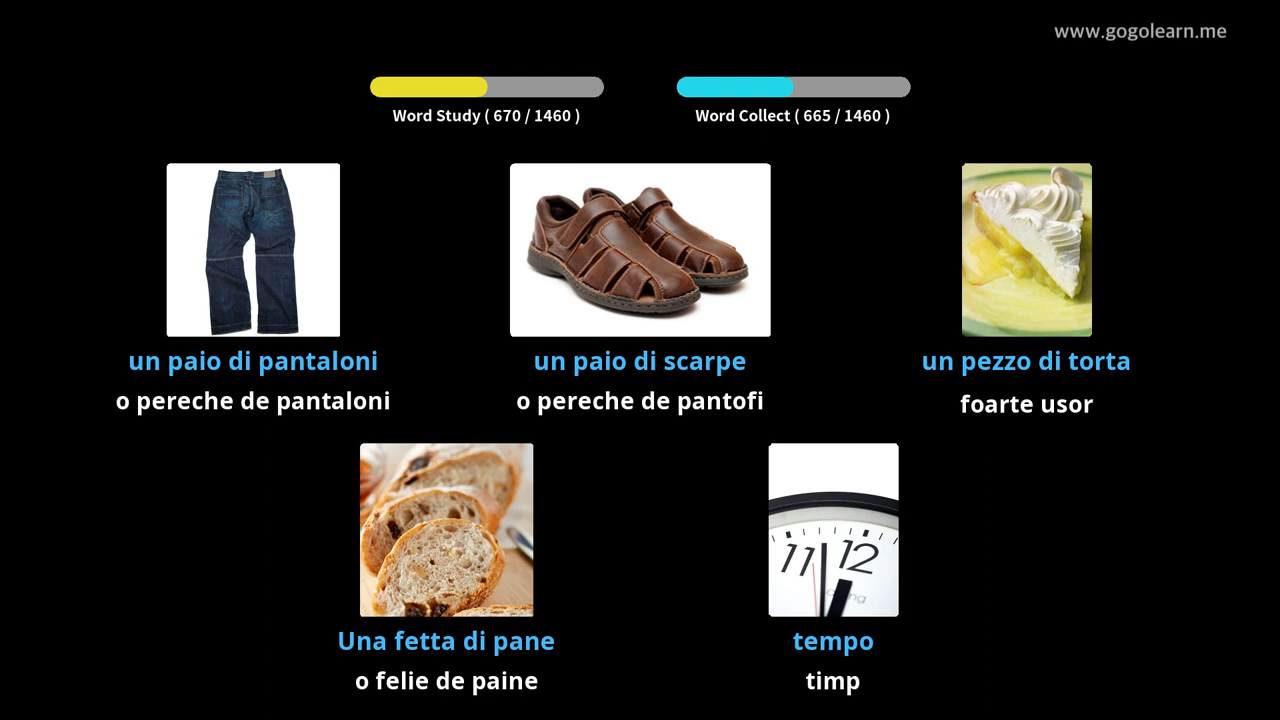 www.gogolearn.me
Word Study ( 670 / 1460 )
Word Collect ( 665 / 1460 )
un paio di pantaloni
o pereche de pantaloni
un paio di scarpe
o pereche de pantofi
un pezzo di torta
foarte usor
11 12
Una fetta di pane
o felie de paine
tempo
timp